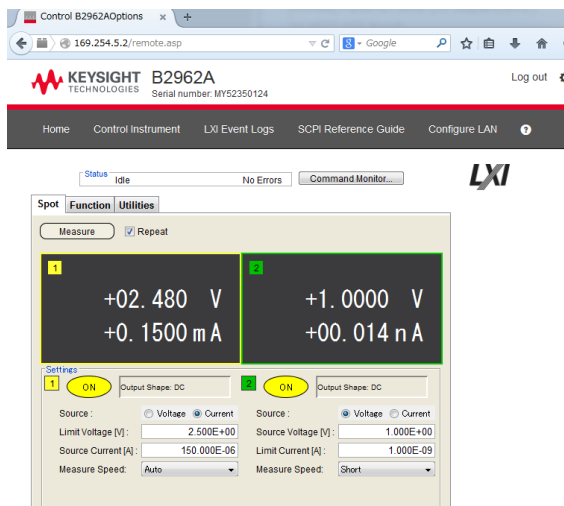 Control B2962AOptions × +
169.254.5.2/remote.asp 8 - Google
KEYSIGHT TECHNOLOGIES B2962A Log out
Serial number: MY52350124
Home Control Instrument LXI Event Logs SCPI Reference Guide Configure LAN ?
Status Idle No Errors Command Monitor... LXI
Spot Function Utilities
Measure Repeat
1 2
+02.480 V +1.0000 V
+0.1500 mA +00.014 nA
Settings
1 ON Output Shape: DC 2 ON Output Shape: DC
Source : Voltage Current Source : Voltage Current
Limit Voltage [V] : 2.500E+00 Source Voltage [V] : 1.000E+00
Source Current [A] : 150.000E-06 Limit Current [A] : 1.000E-09
Measure Speed: Auto Measure Speed: Short